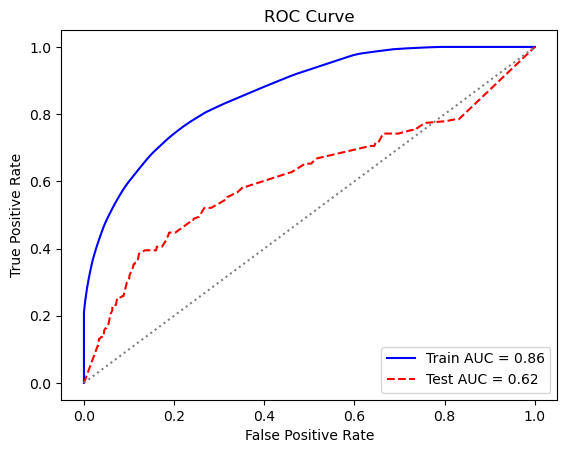 ROC Curve
True Positive Rate
1.0
0.8
0.6
0.4
0.2
0.0
Train AUC = 0.86
Test AUC = 0.62
0.0 0.2 0.4 0.6 0.8 1.0
False Positive Rate